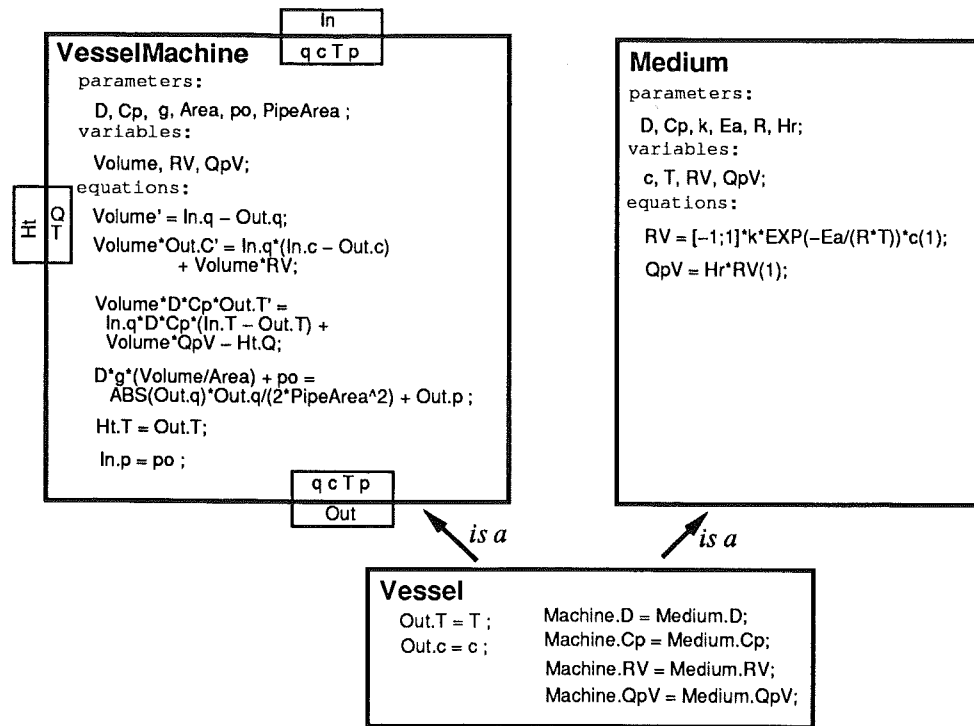 In
q c T p
VesselMachine
parameters:
D, Cp, g, Area, po, PipeArea ;
variables:
Volume, RV, QpV;
equations:
Ht
Q
T
Volume' = In.q – Out.q;
Volume*Out.C' = In.q*(In.c – Out.c)
+ Volume*RV;
Volume*D*Cp*Out.T' =
In.q*D*Cp*(In.T – Out.T) +
Volume*QpV – Ht.Q;
D*g*(Volume/Area) + po =
ABS(Out.q)*Out.q/(2*PipeArea^2) + Out.p ;
Ht.T = Out.T;
In.p = po ;
q c T p
Out
Medium
parameters:
D, Cp, k, Ea, R, Hr;
variables:
c, T, RV, QpV;
equations:
RV = [–1;1]*k*EXP(–Ea/(R*T))*c(1);
QpV = Hr*RV(1);
is a
is a
Vessel
Out.T = T ;
Out.c = c ;
Machine.D = Medium.D;
Machine.Cp = Medium.Cp;
Machine.RV = Medium.RV;
Machine.QpV = Medium.QpV;